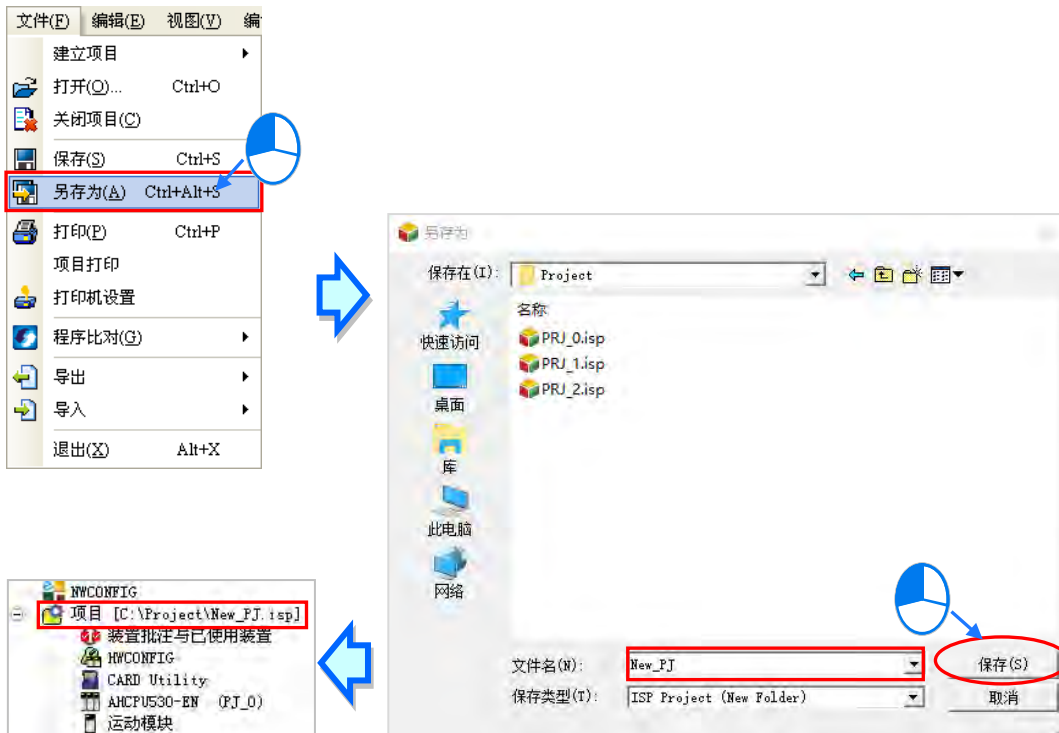 文件(F) 编辑(E) 视图(V) 编
建立项目
打开(O)... Ctrl+O
关闭项目(C)
保存(S) Ctrl+S
另存为(A) Ctrl+Alt+S
打印(P) Ctrl+P
项目打印
打印机设置
程序比对(G)
导出
导入
退出(X) Alt+X
另存为
保存在(I): Project
名称
PRJ_0.isp
PRJ_1.isp
PRJ_2.isp
快速访问
桌面
库
此电脑
网络
文件名(N): New_PJ 保存(S)
保存类型(T): ISP Project (New Folder) 取消
NWCONFIG
项目 [C:\Project\New_PJ.isp]
装置批注与已使用装置
HWCONFIG
CARD Utility
AHCPU530-EN (PJ_0)
运动模块